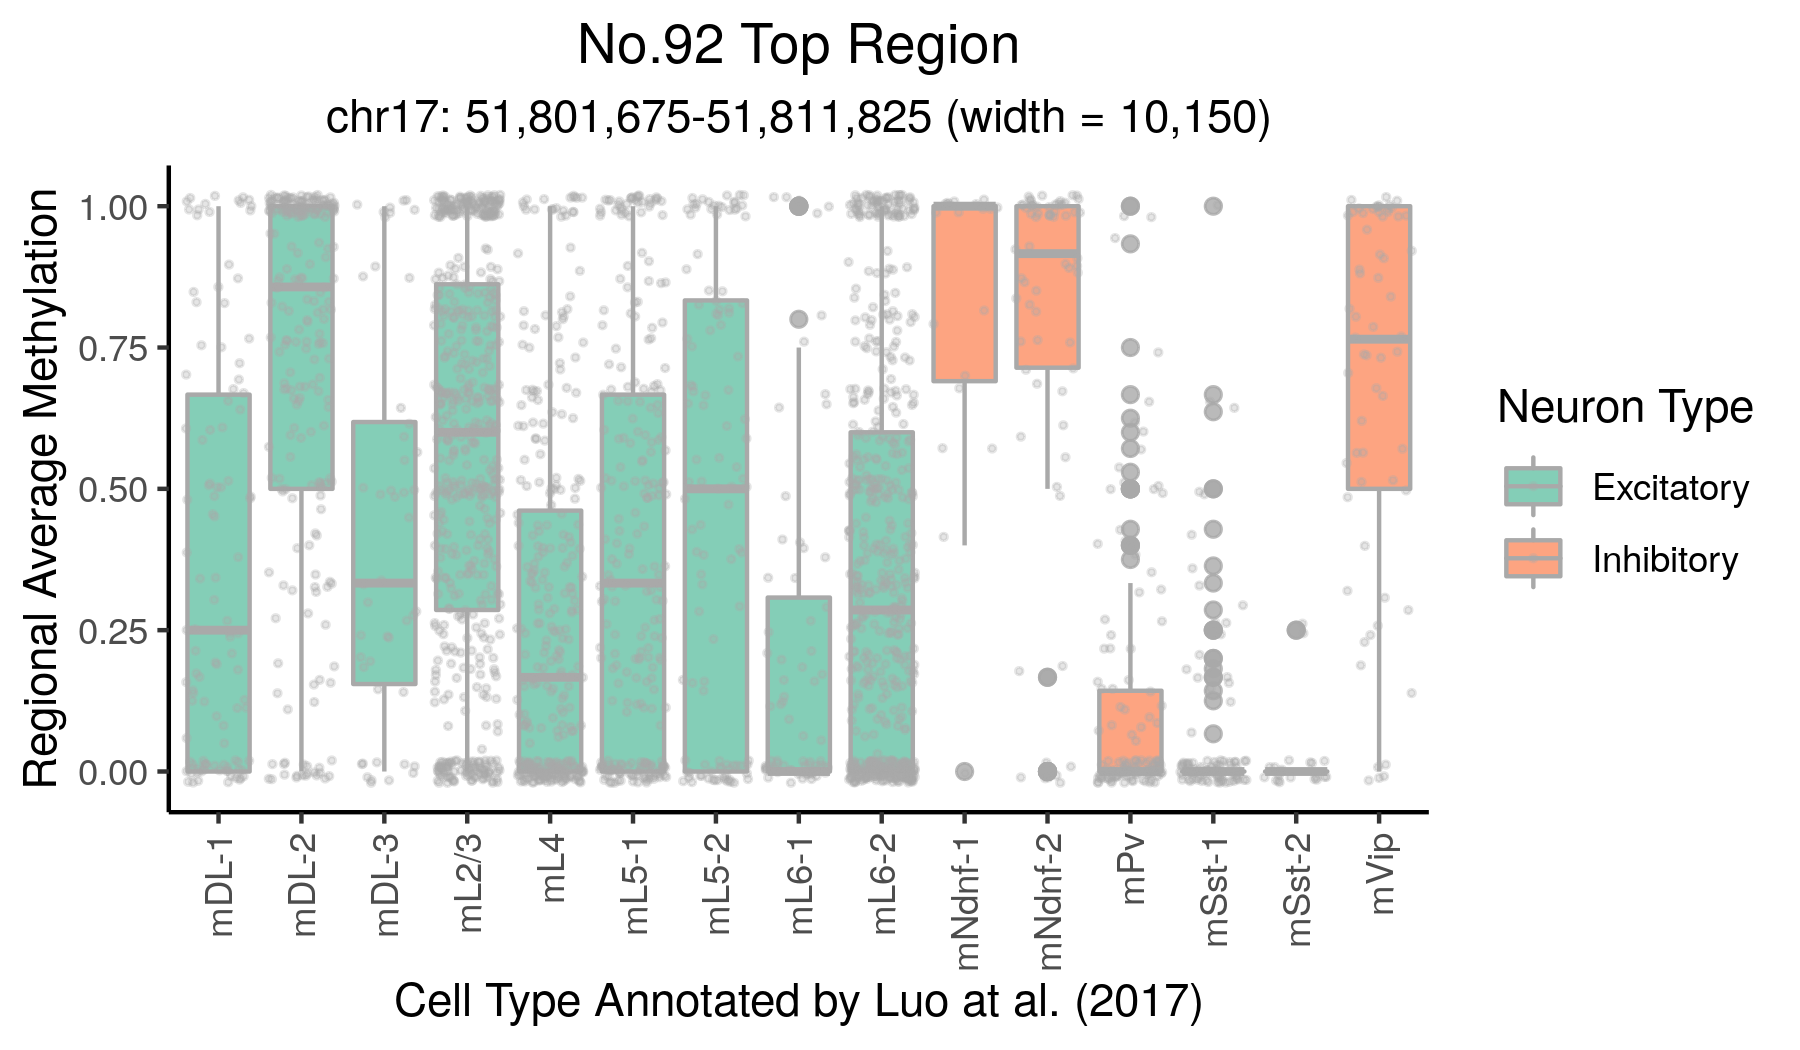 No.92 Top Region
chr17: 51,801,675-51,811,825 (width = 10,150)
Regional Average Methylation
1.00
0.75
0.50
0.25
0.00
mDL-1
mDL-2
mDL-3
mL2/3
mL4
mL5-1
mL5-2
mL6-1
mL6-2
mNdnf-1
mNdnf-2
mPv
mSst-1
mSst-2
mVip
Cell Type Annotated by Luo at al. (2017)
Neuron Type
Excitatory
Inhibitory